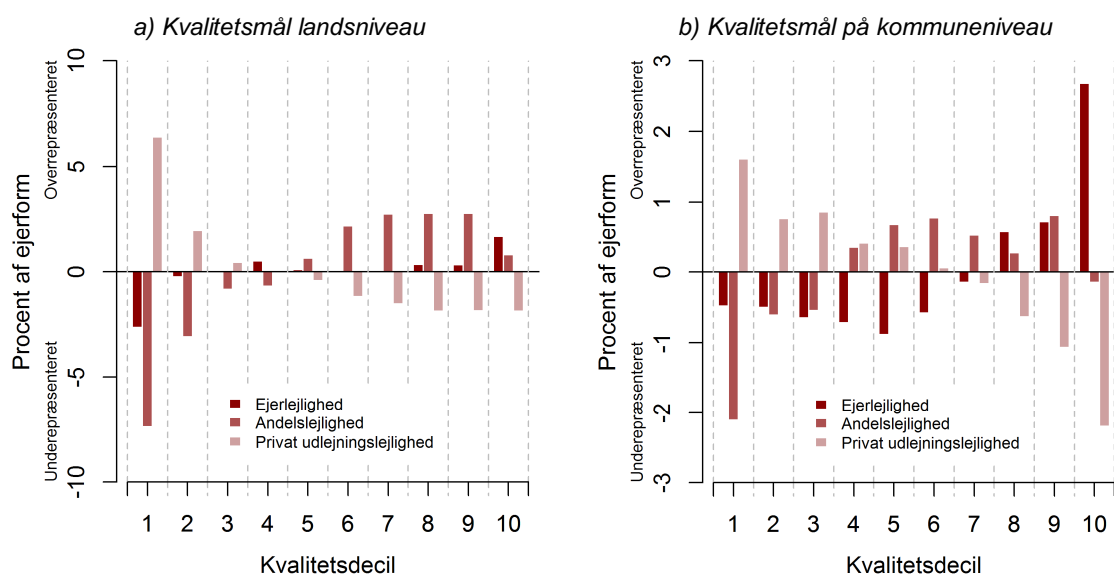 a) Kvalitetsmål landsniveau
Procent af ejerform
Underepræsenteret
Overrepræsenteret
10
5
0
-5
-10
Ejerlejlighed
Andelslejlighed
Privat udlejningslejlighed
1 2 3 4 5 6 7 8 9 10
Kvalitetsdecil
b) Kvalitetsmål på kommuneniveau
Procent af ejerform
Underepræsenteret
Overrepræsenteret
3
2
1
0
-1
-2
-3
Ejerlejlighed
Andelslejlighed
Privat udlejningslejlighed
1 2 3 4 5 6 7 8 9 10
Kvalitetsdecil